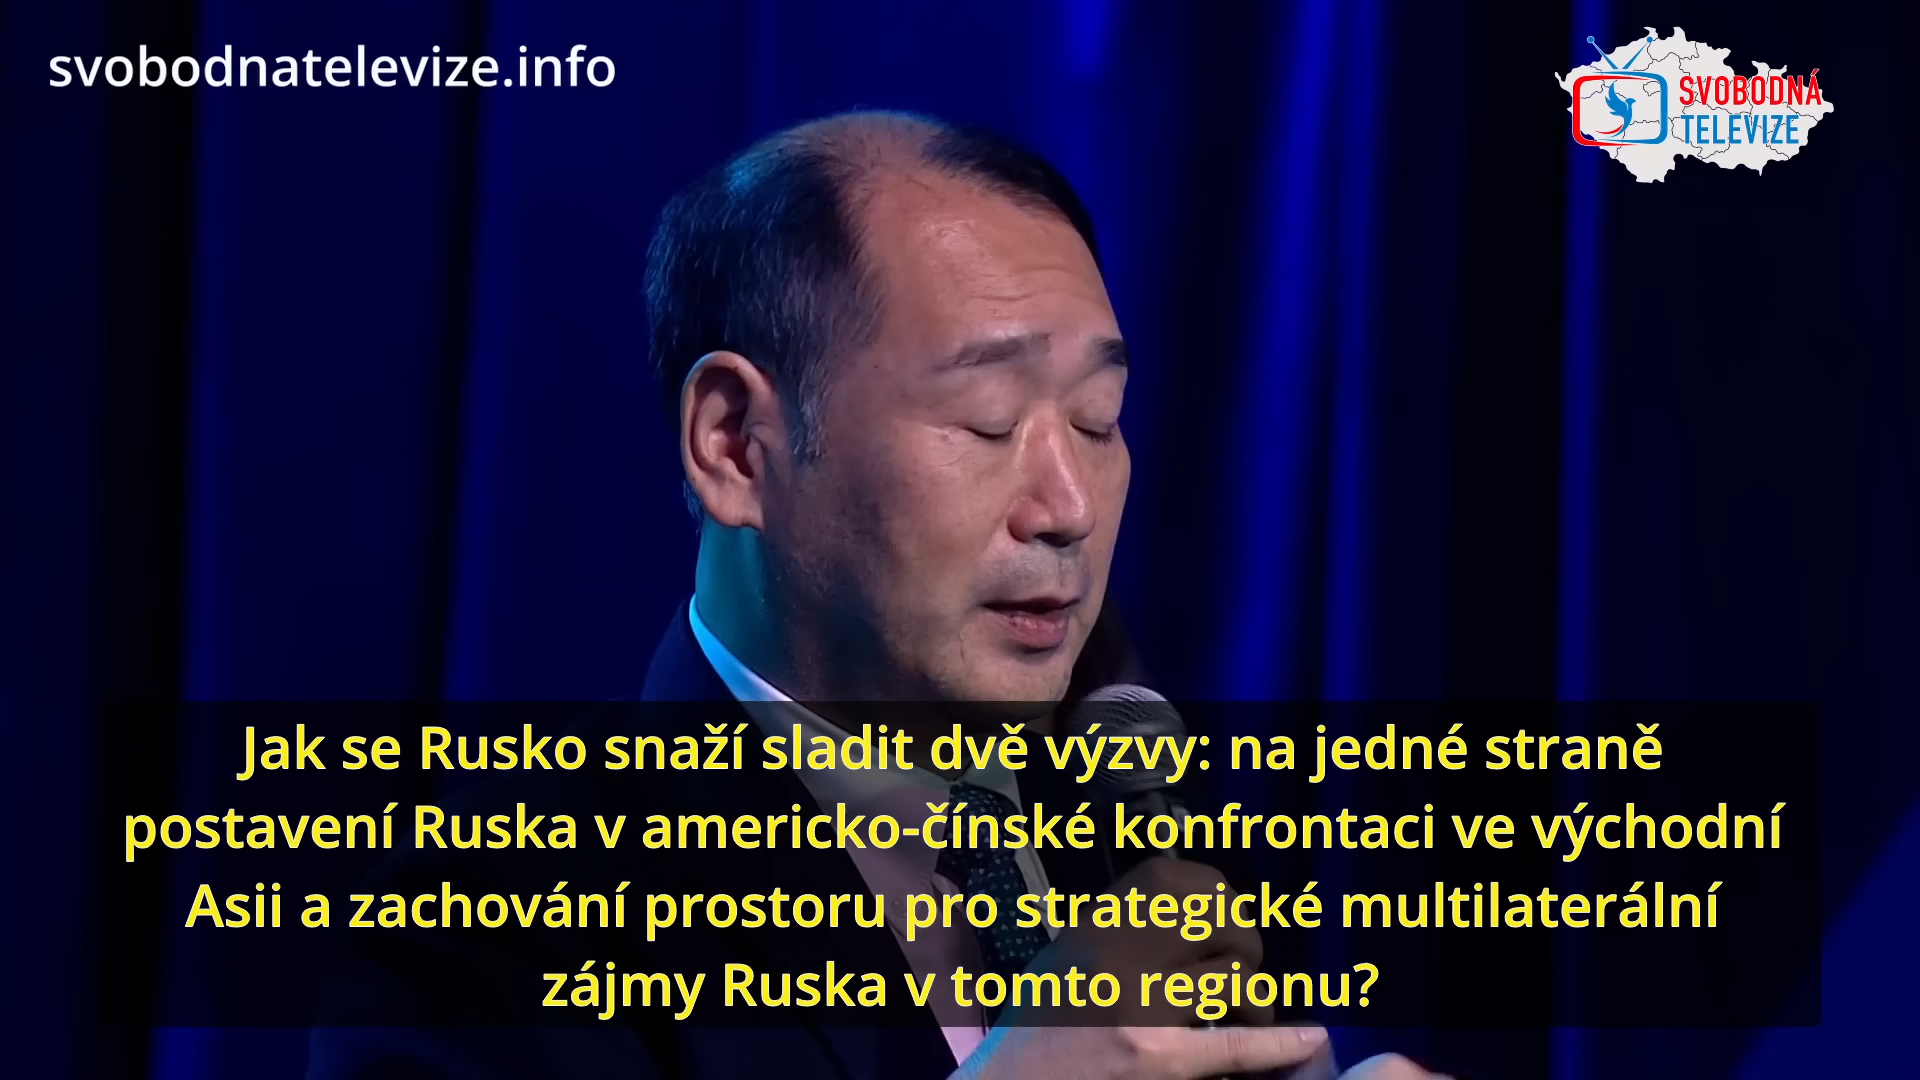 svobodnatelevize.info
SVOBODNÁ
TELEVIZE
Jak se Rusko snaží sladit dvě výzvy: na jedné straně
postavení Ruska v americko-čínské konfrontaci ve východní
Asii a zachování prostoru pro strategické multilaterální
zájmy Ruska v tomto regionu?